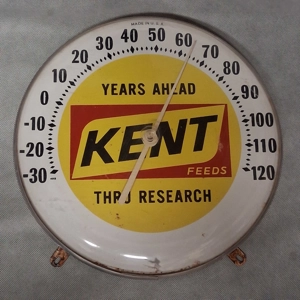 MADE IN U.S.A.
-30 -20 -10 0 10 20 30 40 50 60 70 80 90 100 110 120
YEARS AHEAD
KENT
FEEDS
THRU RESEARCH